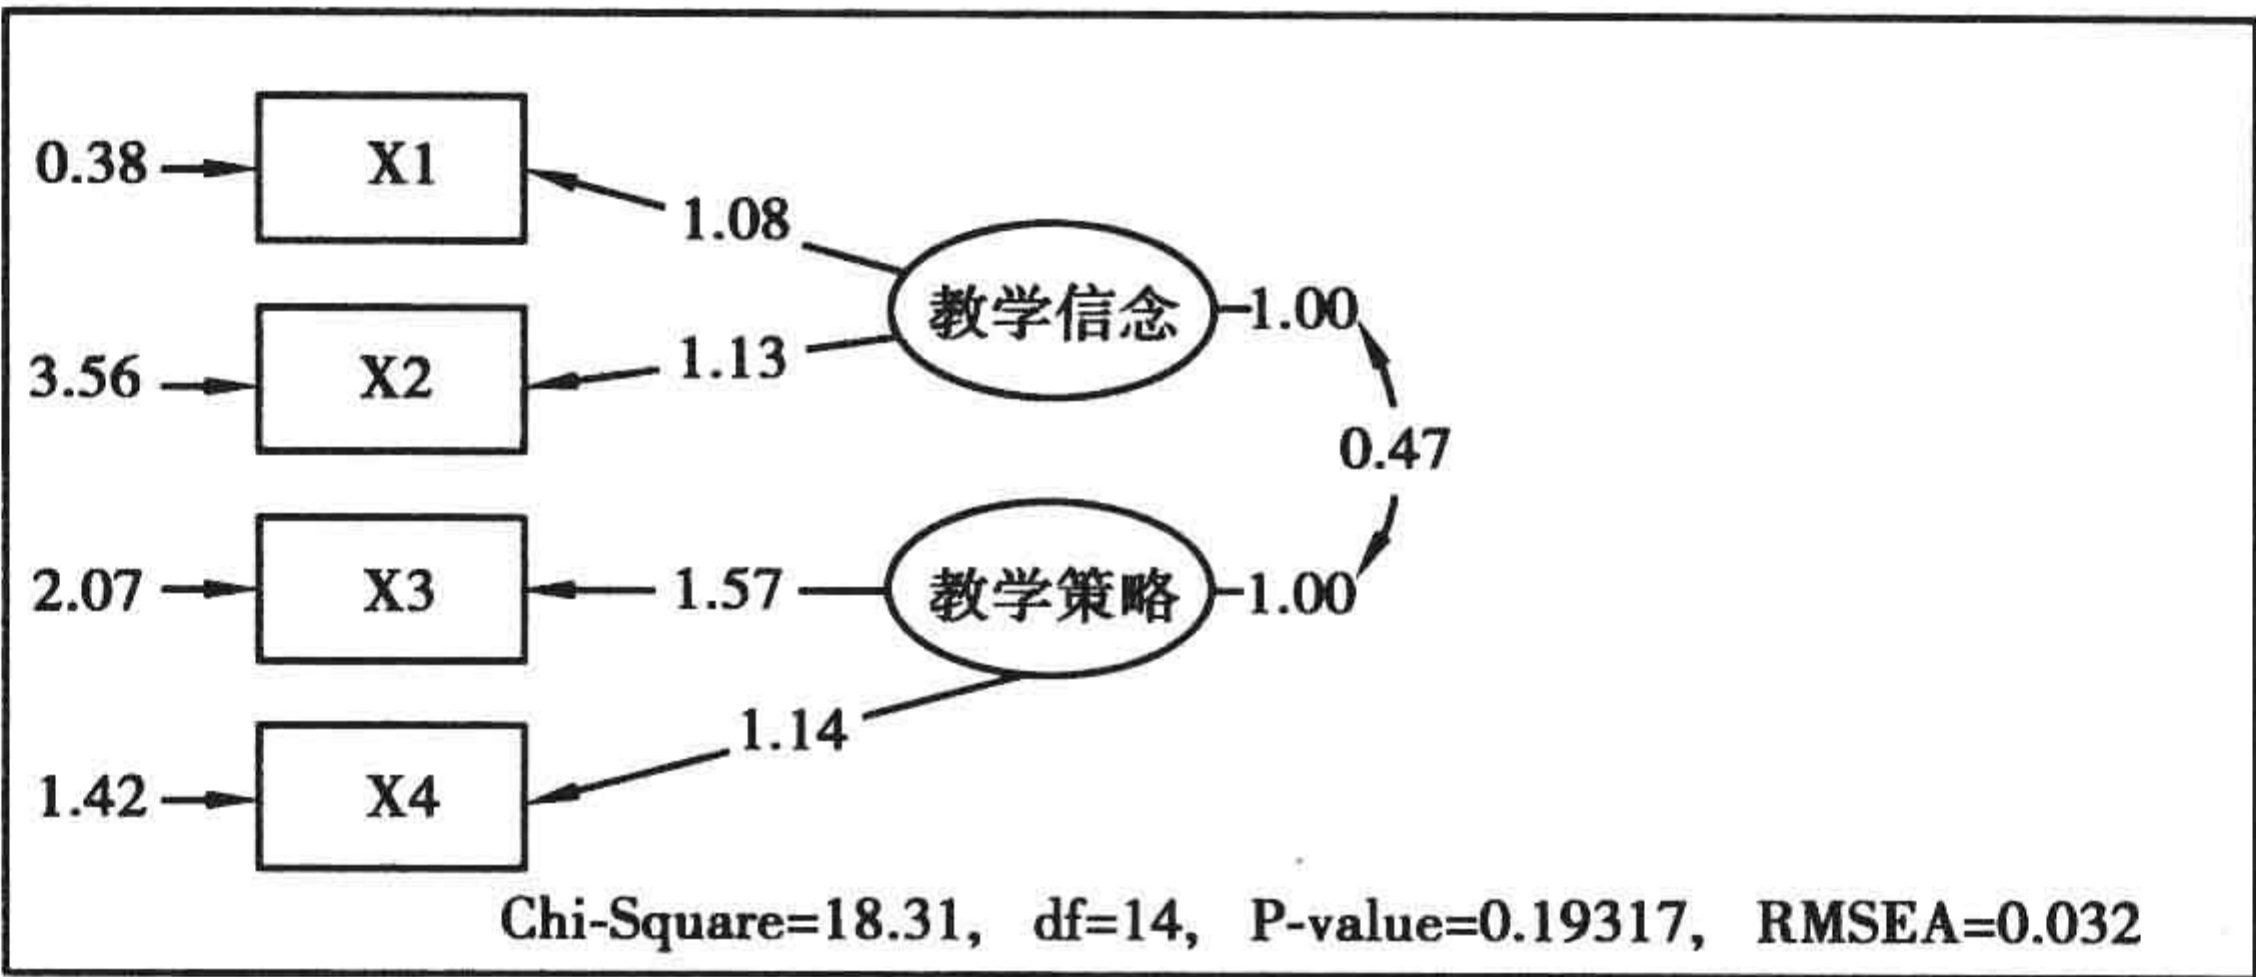 0.38 X1
1.08
教学信念 1.00
3.56 X2 1.13
0.47
2.07 X3 1.57 教学策略 1.00
1.14
1.42 X4
Chi-Square=18.31, df=14, P-value=0.19317, RMSEA=0.032